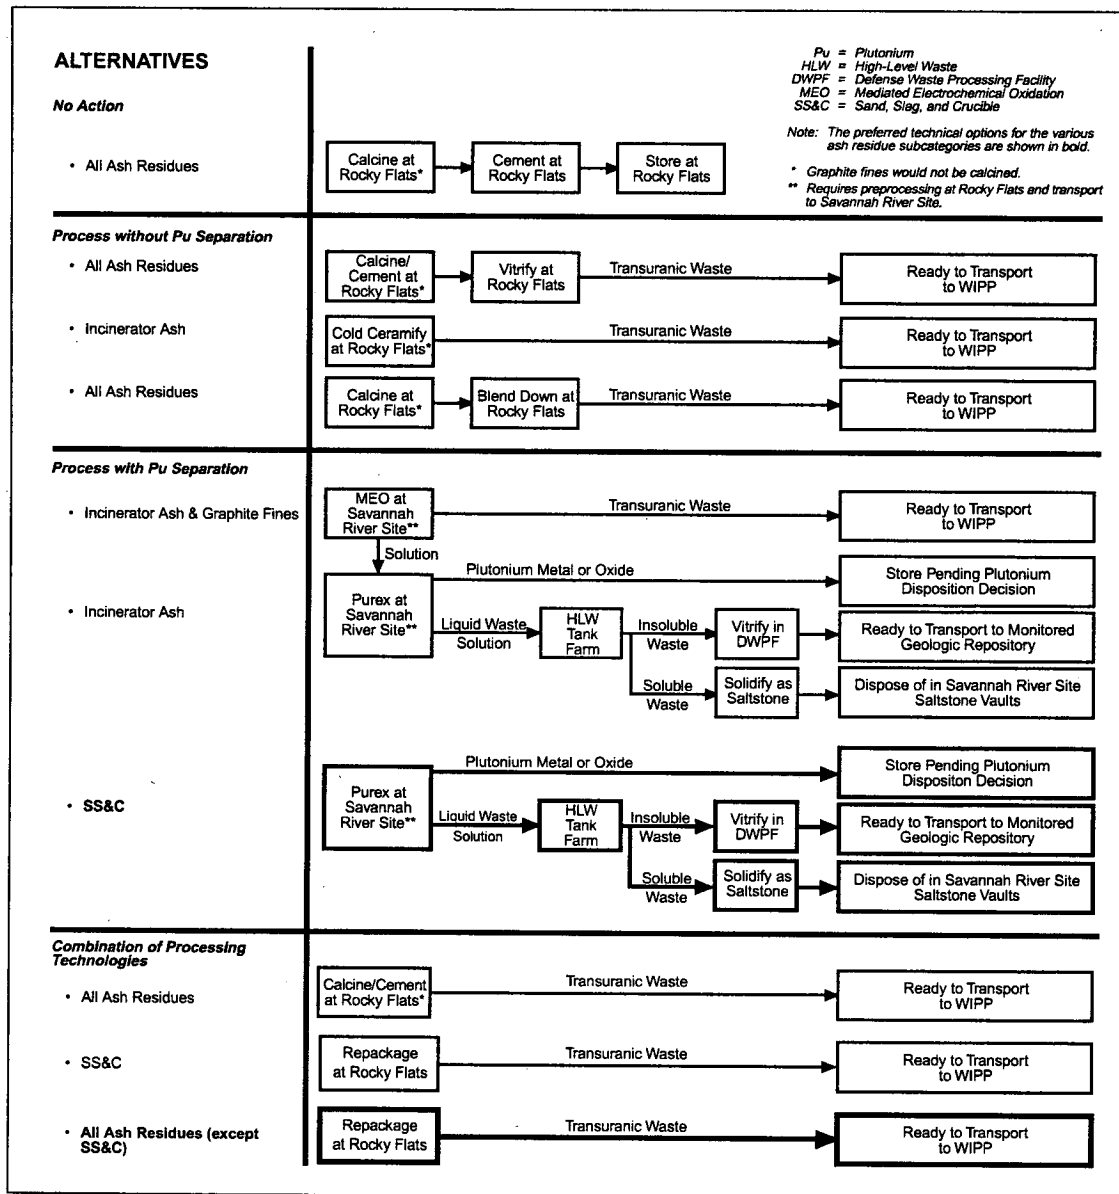 ALTERNATIVES
Pu = Plutonium
HLW = High-Level Waste
DWPF = Defense Waste Processing Facility
MEO = Mediated Electrochemical Oxidation
SS&C = Sand, Slag, and Crucible
Note: The preferred technical options for the various
ash residue subcategories are shown in bold.
* Graphite fines would not be calcined.
** Requires preprocessing at Rocky Flats and transport
to Savannah River Site.
No Action
• All Ash Residues
Calcine at
Rocky Flats*
Cement at
Rocky Flats
Store at
Rocky Flats
Process without Pu Separation
• All Ash Residues
Calcine/
Cement at
Rocky Flats*
Vitrify at
Rocky Flats
Transuranic Waste
Ready to Transport
to WIPP
• Incinerator Ash
Cold Ceramify
at Rocky Flats*
Transuranic Waste
Ready to Transport
to WIPP
• All Ash Residues
Calcine at
Rocky Flats*
Blend Down at
Rocky Flats
Transuranic Waste
Ready to Transport
to WIPP
Process with Pu Separation
• Incinerator Ash & Graphite Fines
MEO at
Savannah
River Site**
Transuranic Waste
Ready to Transport
to WIPP
Solution
• Incinerator Ash
Purex at
Savannah
River Site**
Plutonium Metal or Oxide
Store Pending Plutonium
Disposition Decision
Liquid Waste
Solution
HLW
Tank
Farm
Insoluble
Waste
Vitrify in
DWPF
Ready to Transport to Monitored
Geologic Repository
Soluble
Waste
Solidify as
Saltstone
Dispose of in Savannah River Site
Saltstone Vaults
• SS&C
Purex at
Savannah
River Site**
Plutonium Metal or Oxide
Store Pending Plutonium
Dispositon Decision
Liquid Waste
Solution
HLW
Tank
Farm
Insoluble
Waste
Vitrify in
DWPF
Ready to Transport to Monitored
Geologic Repository
Soluble
Waste
Solidify as
Saltstone
Dispose of in Savannah River Site
Saltstone Vaults
Combination of Processing
Technologies
• All Ash Residues
Calcine/Cement
at Rocky Flats*
Transuranic Waste
Ready to Transport
to WIPP
• SS&C
Repackage
at Rocky Flats
Transuranic Waste
Ready to Transport
to WIPP
• All Ash Residues (except
SS&C)
Repackage
at Rocky Flats
Transuranic Waste
Ready to Transport
to WIPP